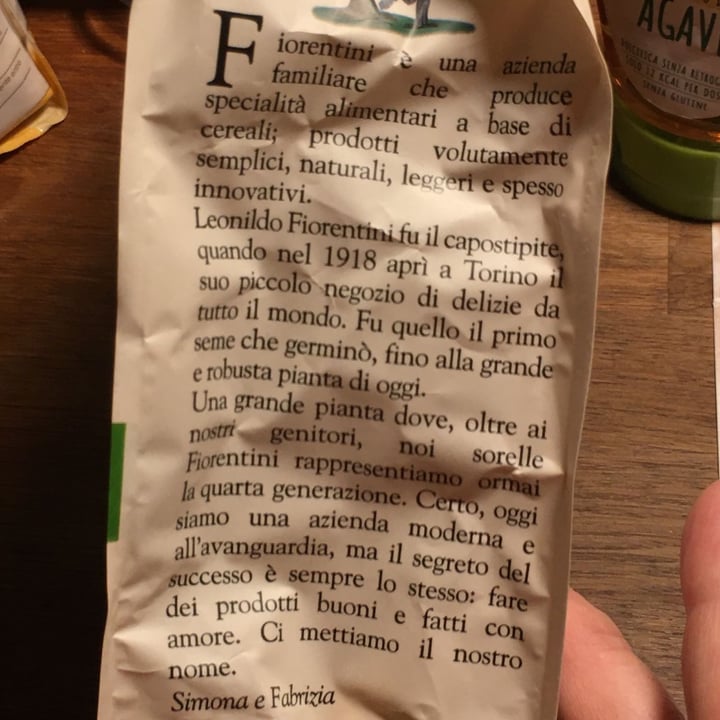 Fiorentini è una azienda
familiare che produce
specialità alimentari a base di
cereali; prodotti volutamente
semplici, naturali, leggeri e spesso
innovativi.
Leonildo Fiorentini fu il capostipite,
quando nel 1918 aprì a Torino il
suo piccolo negozio di delizie da
tutto il mondo. Fu quello il primo
seme che germinò, fino alla grande
e robusta pianta di oggi.
Una grande pianta dove, oltre ai
nostri genitori, noi sorelle
Fiorentini rappresentiamo ormai
la quarta generazione. Certo, oggi
siamo una azienda moderna e
all'avanguardia, ma il segreto del
successo è sempre lo stesso: fare
dei prodotti buoni e fatti con
amore. Ci mettiamo il nostro
nome.
Simona e Fabrizia
AGAV
SENZA GLUTINE